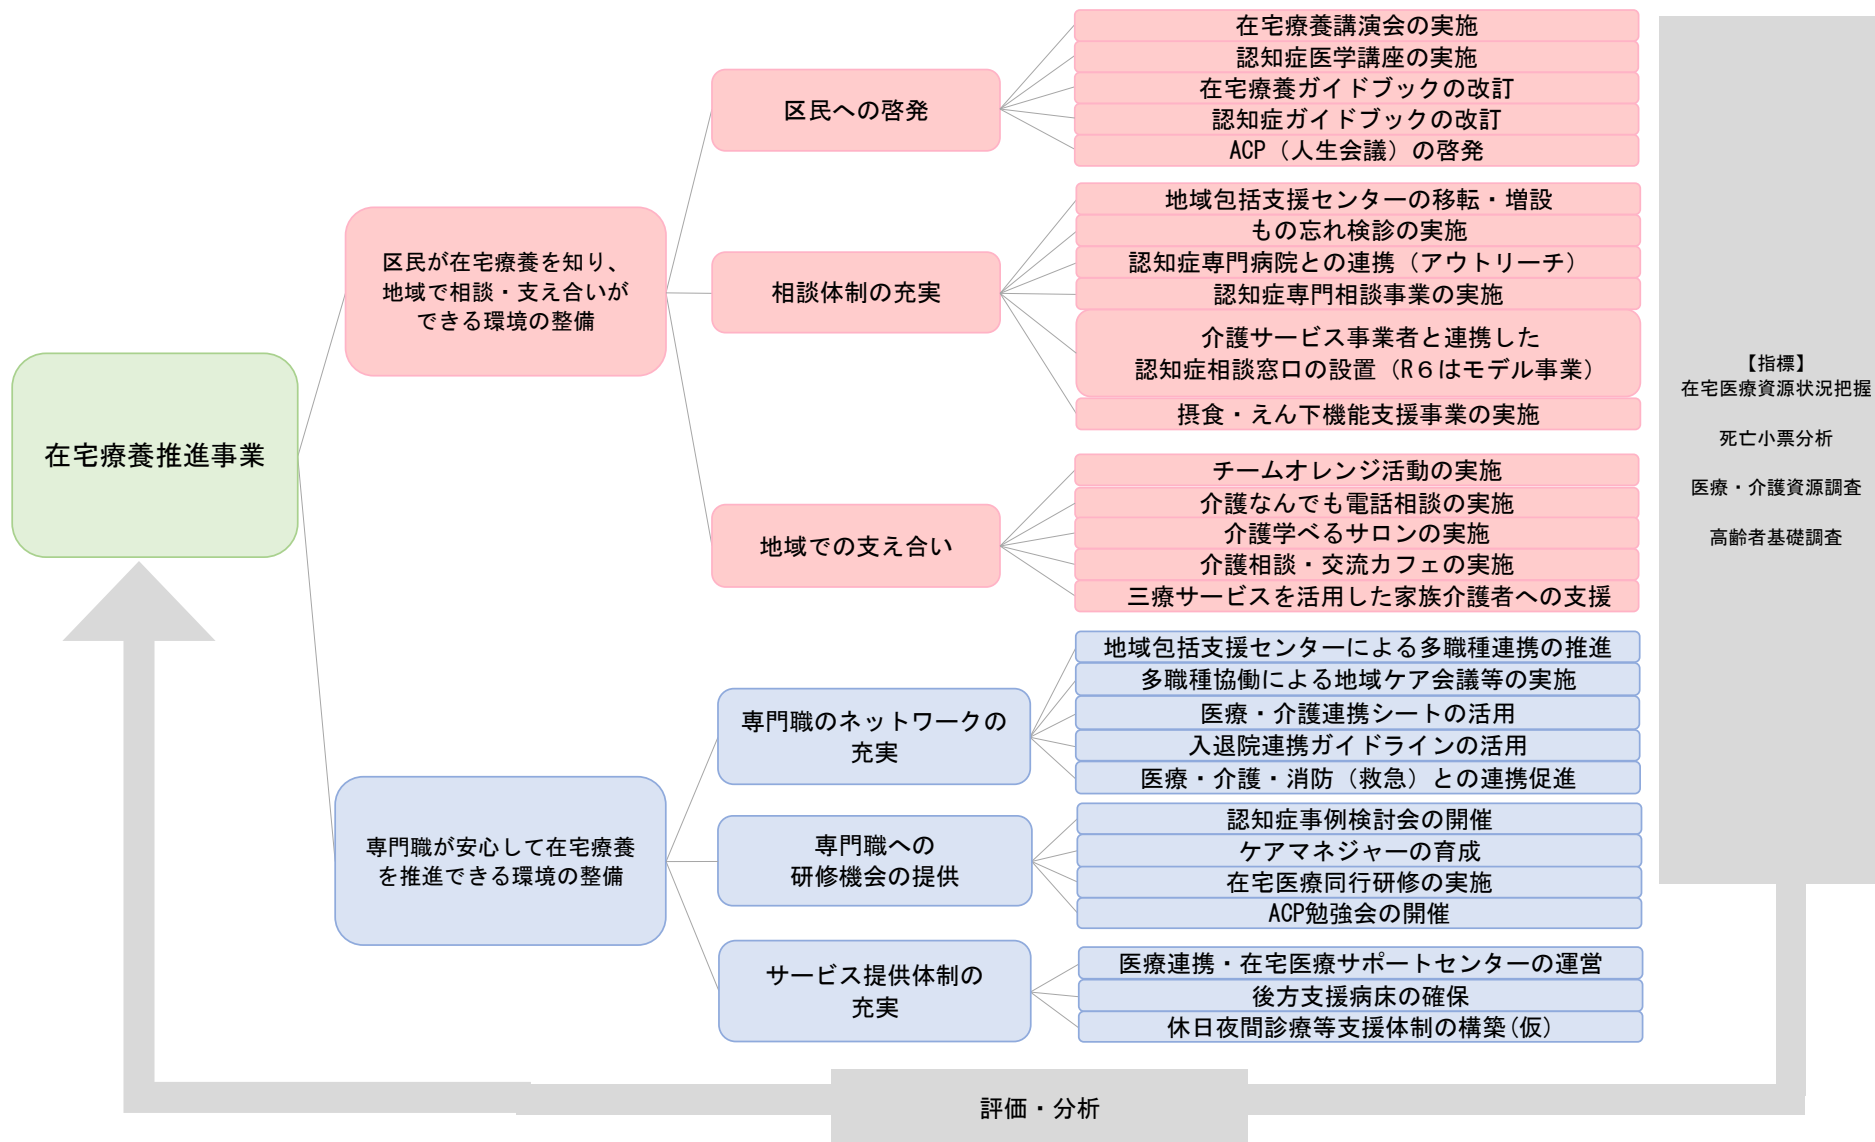 在宅療養推進事業
区民が在宅療養を知り、
地域で相談・支え合いが
できる環境の整備
区民への啓発
在宅療養講演会の実施
認知症医学講座の実施
在宅療養ガイドブックの改訂
認知症ガイドブックの改訂
ACP（人生会議）の啓発
相談体制の充実
地域包括支援センターの移転・増設
もの忘れ検診の実施
認知症専門病院との連携（アウトリーチ）
認知症専門相談事業の実施
介護サービス事業者と連携した
認知症相談窓口の設置（R６はモデル事業）
摂食・えん下機能支援事業の実施
地域での支え合い
チームオレンジ活動の実施
介護なんでも電話相談の実施
介護学べるサロンの実施
介護相談・交流カフェの実施
三療サービスを活用した家族介護者への支援
専門職が安心して在宅療養
を推進できる環境の整備
専門職のネットワークの
充実
地域包括支援センターによる多職種連携の推進
多職種協働による地域ケア会議等の実施
医療・介護連携シートの活用
入退院連携ガイドラインの活用
医療・介護・消防（救急）との連携促進
専門職への
研修機会の提供
認知症事例検討会の開催
ケアマネジャーの育成
在宅医療同行研修の実施
ACP勉強会の開催
サービス提供体制の
充実
医療連携・在宅医療サポートセンターの運営
後方支援病床の確保
休日夜間診療等支援体制の構築(仮)
【指標】
在宅医療資源状況把握
死亡小票分析
医療・介護資源調査
高齢者基礎調査
評価・分析